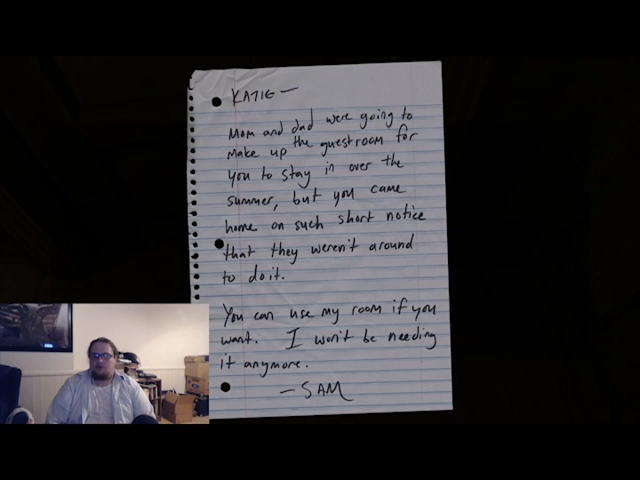 KATIE —
Mom and dad were going to
make up the guestroom for
you to stay in over the
summer, but you came
home on such short notice
that they weren't around
to do it.
You can use my room if you
want. I won't be needing
it anymore.
— SAM